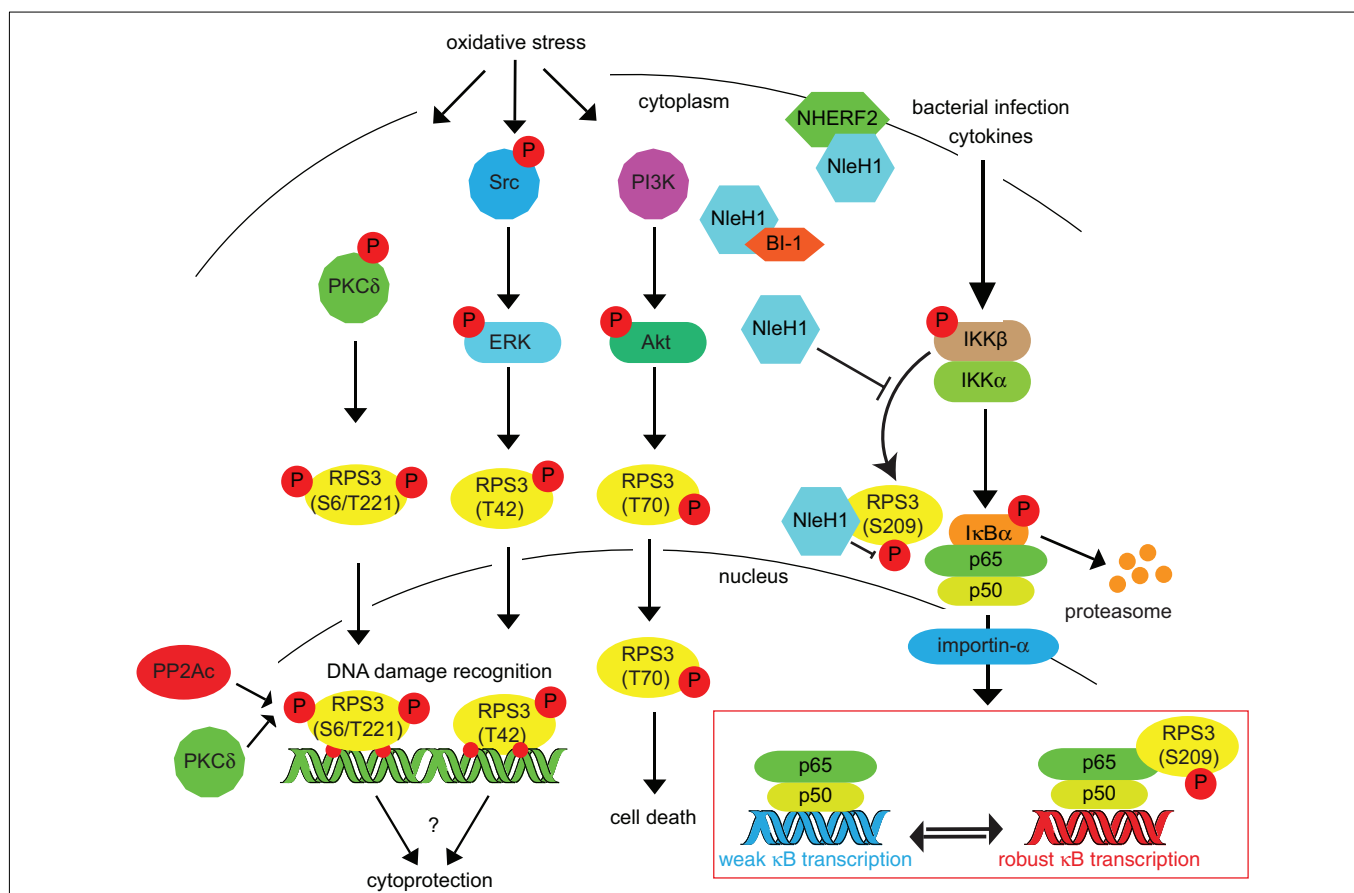 oxidative stress
cytoplasm
bacterial infection
cytokines
NHERF2
NleH1
P
Src
PI3K
NleH1
BI-1
P
PKCδ
P
ERK
P
Akt
NleH1
P
IKKβ
IKKα
P
RPS3
(S6/T221)
P
RPS3
(T42)
P
RPS3
(T70)
P
NleH1
RPS3
(S209)
P
IκBα
P
p65
p50
proteasome
nucleus
importin-α
PP2Ac
PKCδ
DNA damage recognition
P
RPS3
(S6/T221)
P
RPS3
(T42)
P
RPS3
(T70)
P
?
cytoprotection
cell death
p65
p50
weak κB transcription
p65
p50
RPS3
(S209)
P
robust κB transcription